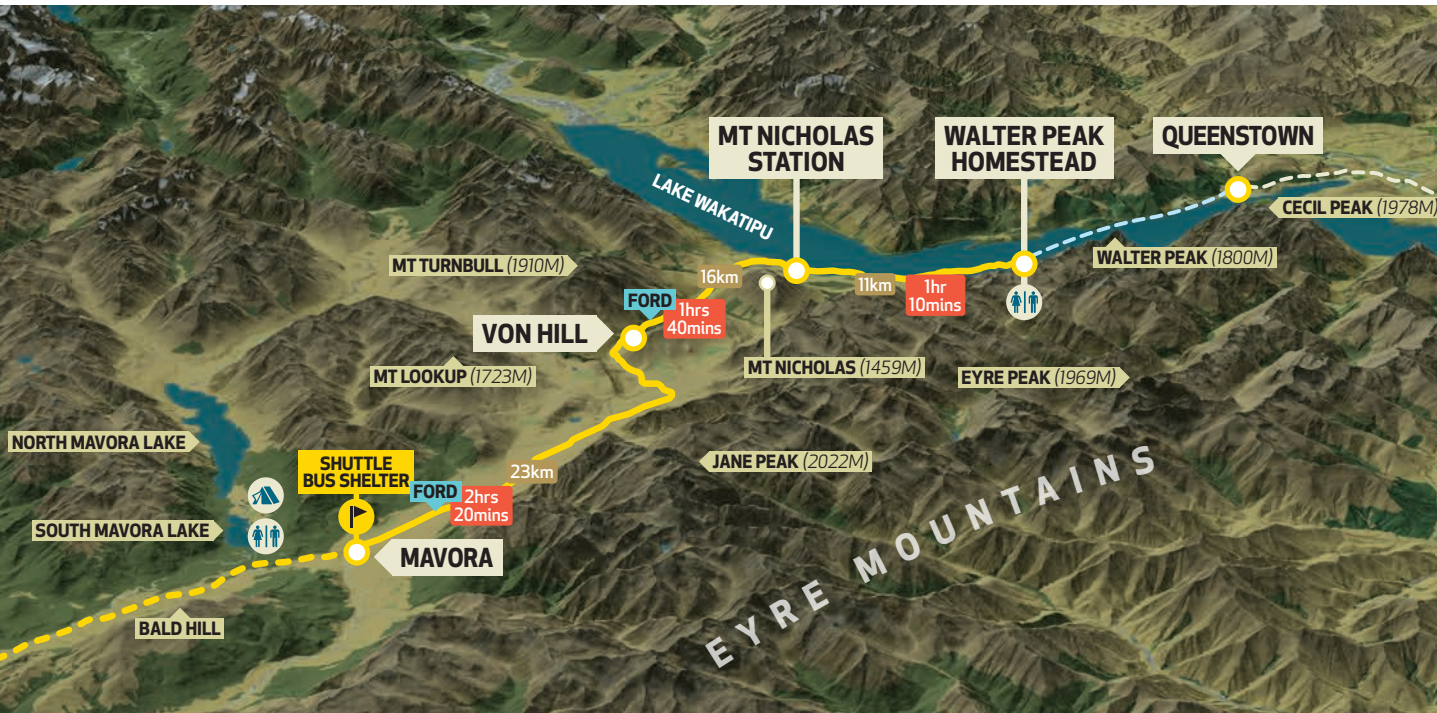 MT NICHOLAS
STATION
WALTER PEAK
HOMESTEAD
QUEENSTOWN
LAKE WAKATIPU
CECIL PEAK (1978M)
WALTER PEAK (1800M)
MT TURNBULL (1910M)
16km
11km
1hr
10mins
FORD
1hrs
40mins
VON HILL
MT LOOKUP (1723M)
MT NICHOLAS (1459M)
EYRE PEAK (1969M)
NORTH MAVORA LAKE
SHUTTLE
BUS SHELTER
JANE PEAK (2022M)
23km
FORD
2hrs
20mins
SOUTH MAVORA LAKE
MAVORA
EYRE MOUNTAINS
BALD HILL